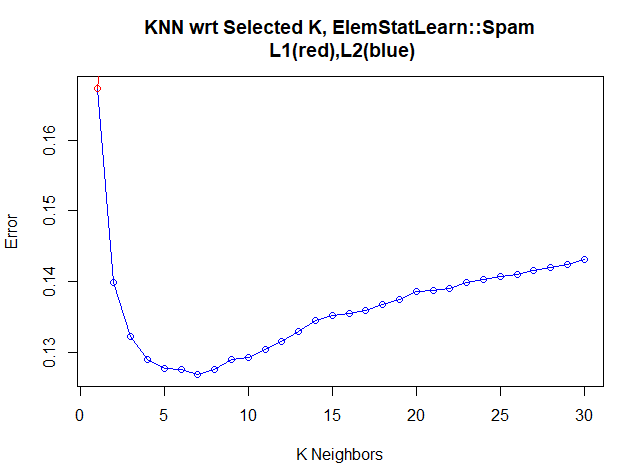 KNN wrt Selected K, ElemStatLearn::Spam
L1(red),L2(blue)
Error
0.16
0.15
0.14
0.13
0 5 10 15 20 25 30
K Neighbors